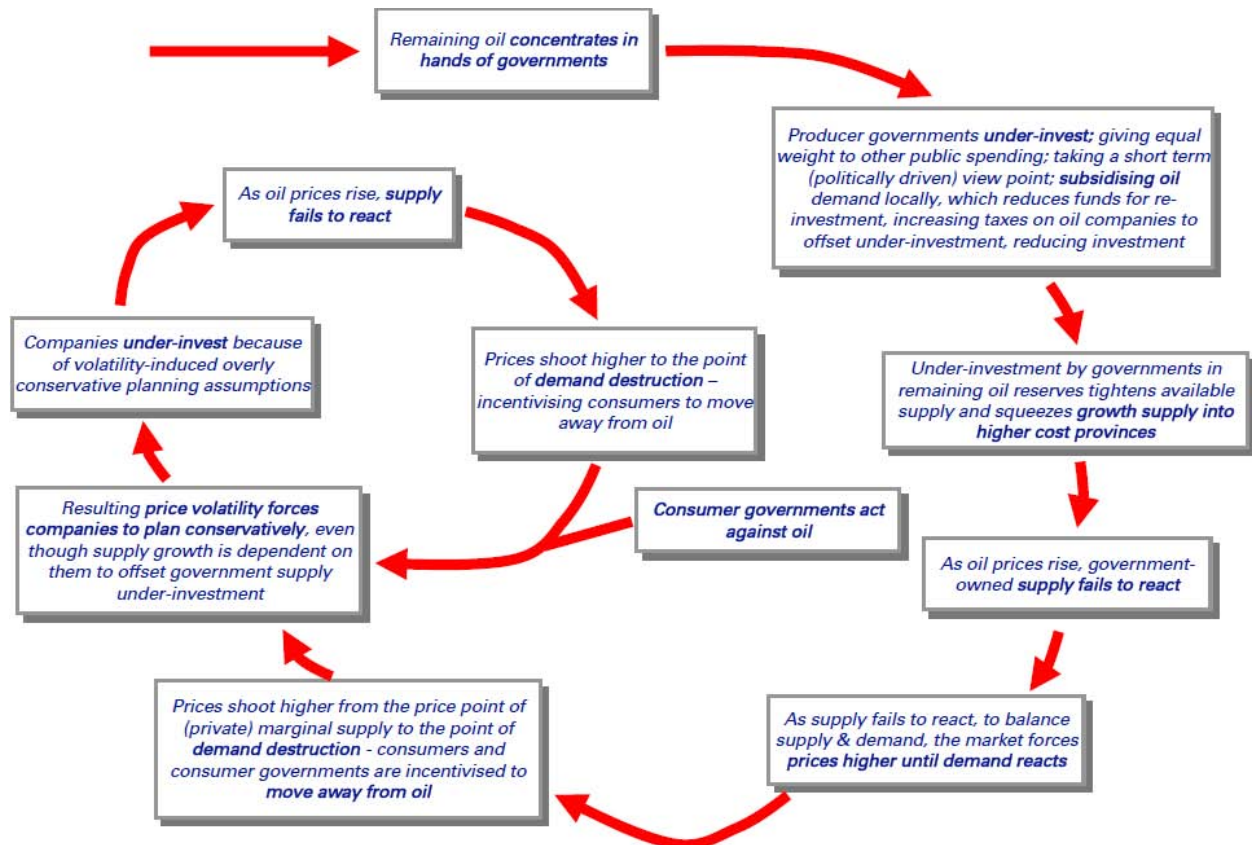 Remaining oil concentrates in
hands of governments
Producer governments under-invest; giving equal
weight to other public spending; taking a short term
(politically driven) view point; subsidising oil
demand locally, which reduces funds for re-
investment, increasing taxes on oil companies to
offset under-investment, reducing investment
Under-investment by governments in
remaining oil reserves tightens available
supply and squeezes growth supply into
higher cost provinces
As oil prices rise, government-
owned supply fails to react
As supply fails to react, to balance
supply & demand, the market forces
prices higher until demand reacts
Prices shoot higher from the price point of
(private) marginal supply to the point of
demand destruction - consumers and
consumer governments are incentivised to
move away from oil
Resulting price volatility forces
companies to plan conservatively, even
though supply growth is dependent on
them to offset government supply
under-investment
Companies under-invest because
of volatility-induced overly
conservative planning assumptions
As oil prices rise, supply
fails to react
Prices shoot higher to the point
of demand destruction –
incentivising consumers to move
away from oil
Consumer governments act
against oil